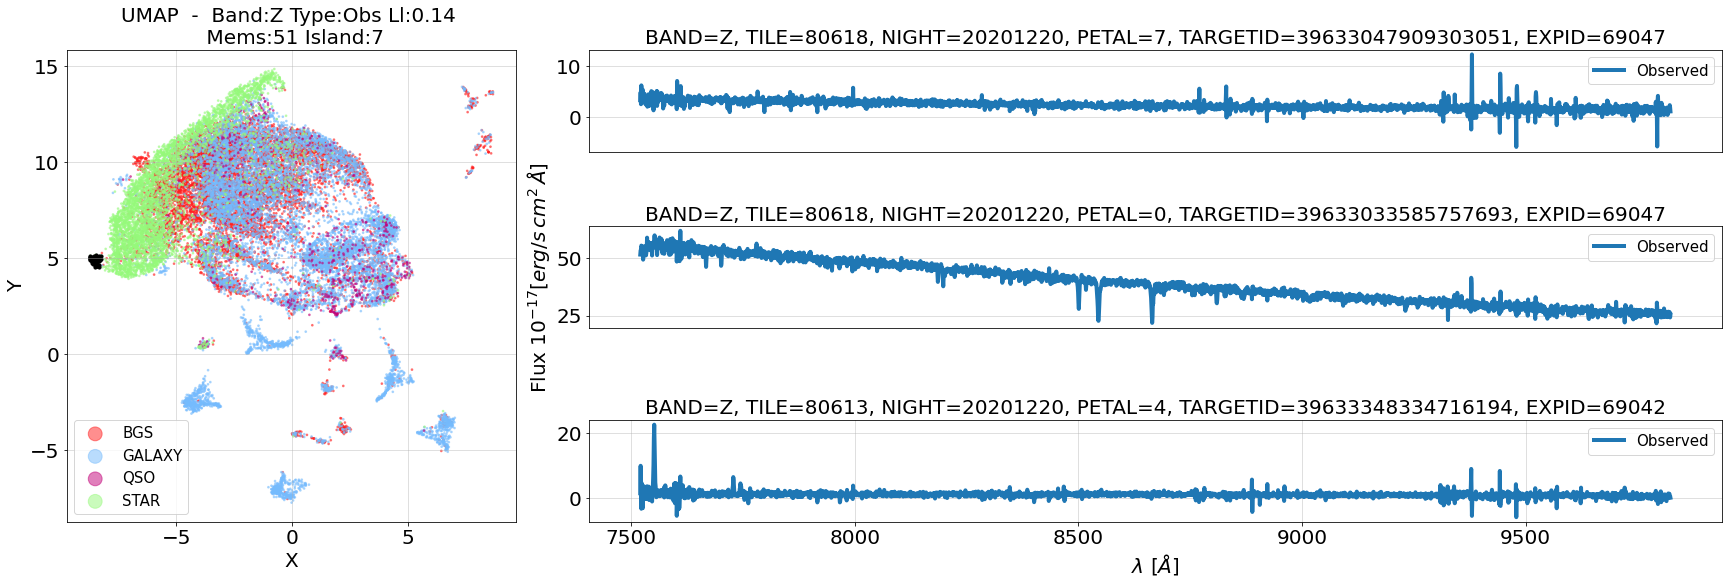 UMAP - Band:Z Type:Obs Ll:0.14
Mems:51 Island:7
15
10
5
0
−5
Y
BGS
GALAXY
QSO
STAR
−5 0 5
X
BAND=Z, TILE=80618, NIGHT=20201220, PETAL=7, TARGETID=39633047909303051, EXPID=69047
10
0
Observed
BAND=Z, TILE=80618, NIGHT=20201220, PETAL=0, TARGETID=39633033585757693, EXPID=69047
50
25
Observed
Flux 10^{-17}[erg/s cm^2 Å]
BAND=Z, TILE=80613, NIGHT=20201220, PETAL=4, TARGETID=39633348334716194, EXPID=69042
20
0
Observed
7500 8000 8500 9000 9500
λ [Å]